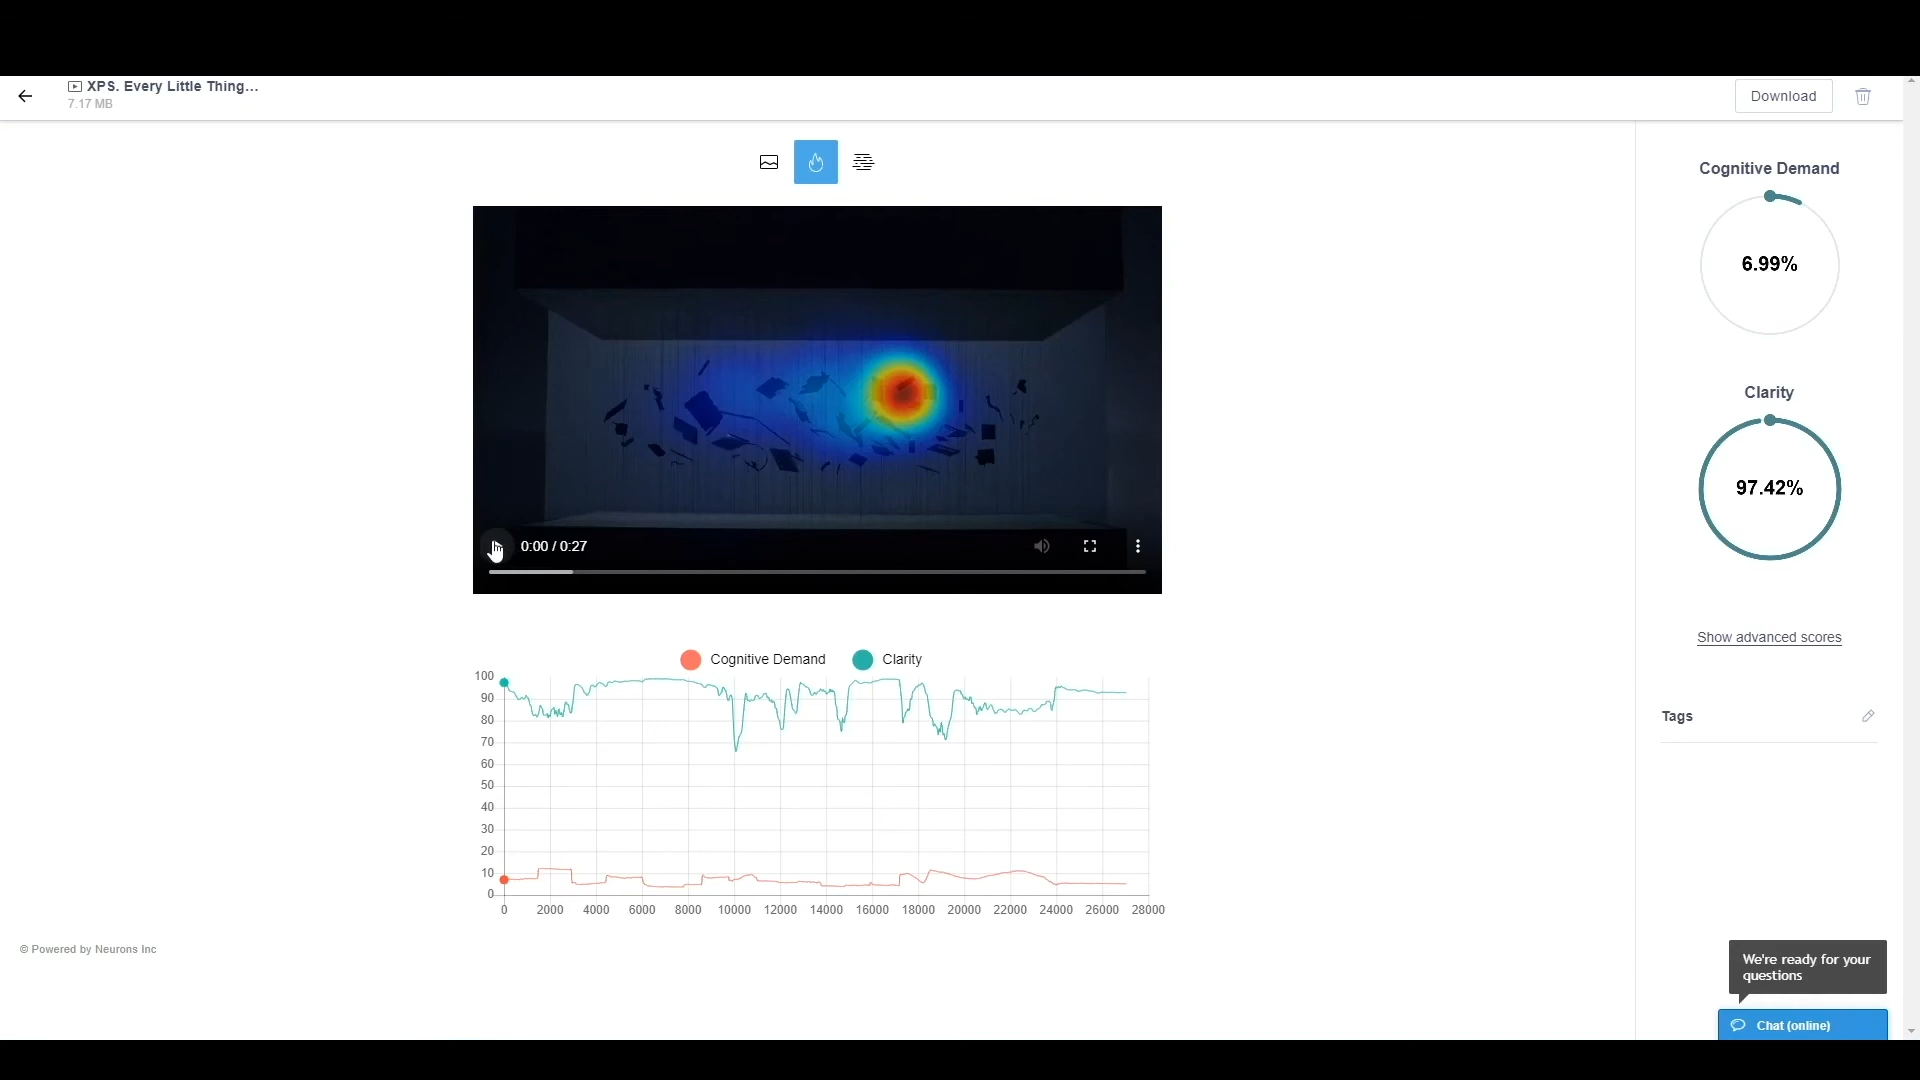 XPS. Every Little Thing...
7.17 MB
Download
Cognitive Demand
6.99%
Clarity
97.42%
Show advanced scores
Tags
0:00 / 0:27
Cognitive Demand
Clarity
100
90
80
70
60
50
40
30
20
10
0
0 2000 4000 6000 8000 10000 12000 14000 16000 18000 20000 22000 24000 26000 28000
© Powered by Neurons Inc
We're ready for your
questions
Chat (online)